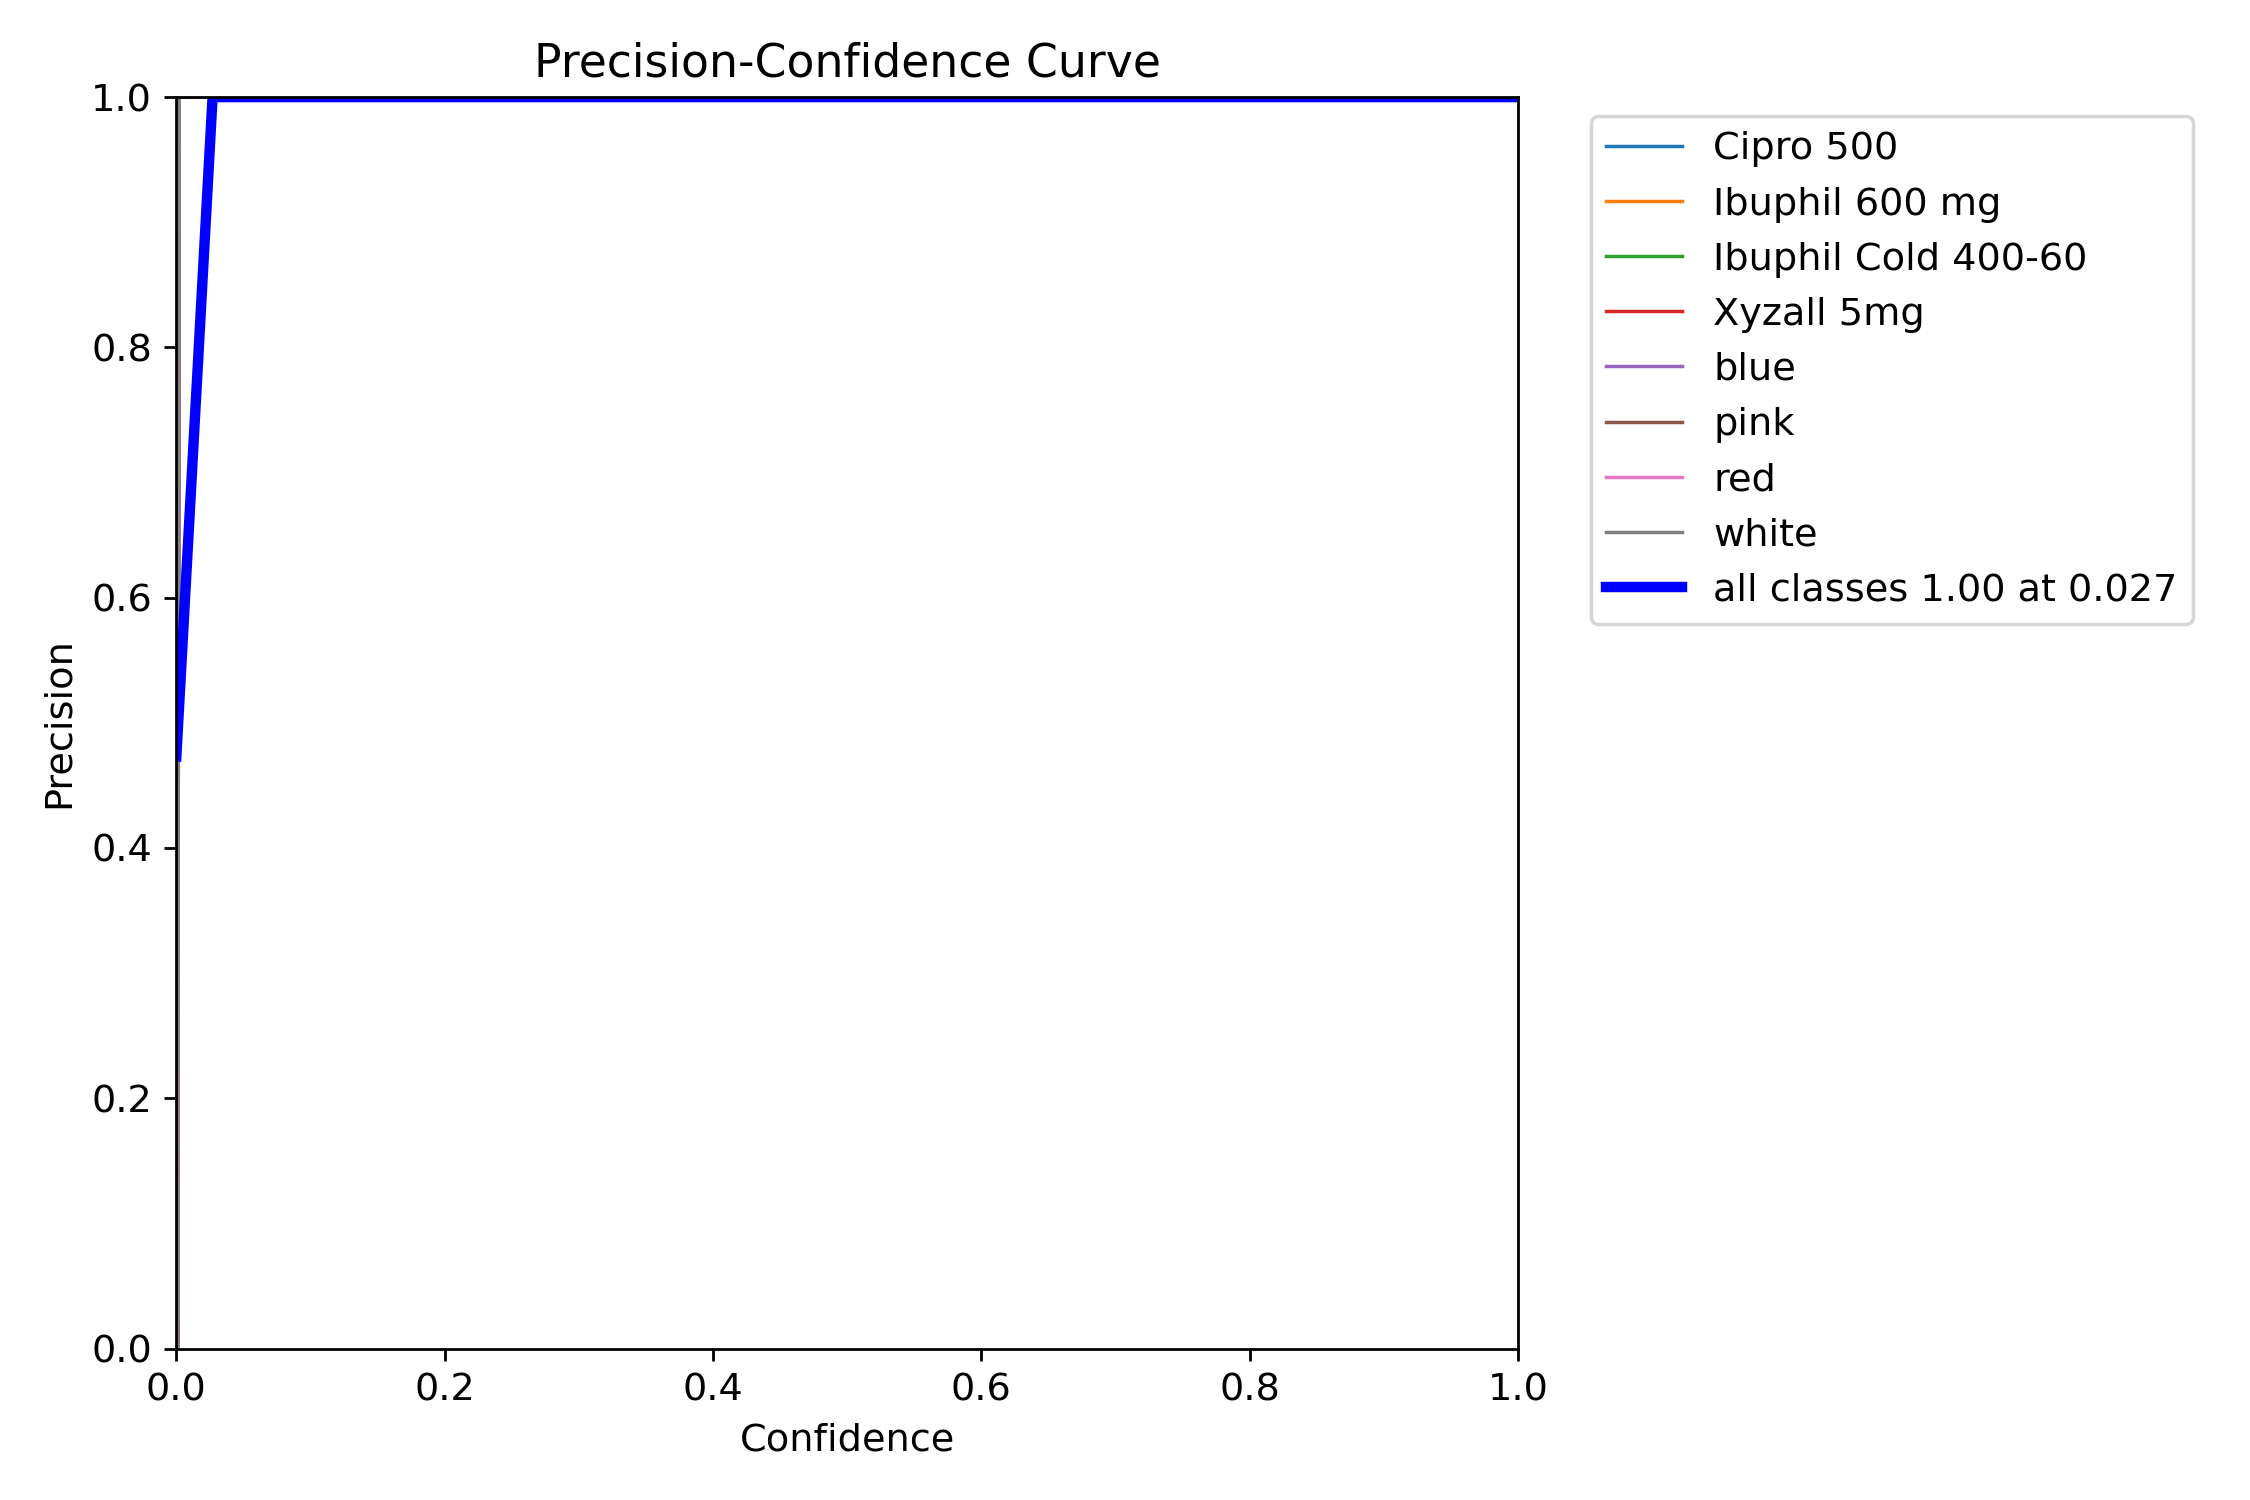 Precision-Confidence Curve
1.0
0.8
0.6
0.4
0.2
0.0
Precision
0.0 0.2 0.4 0.6 0.8 1.0
Confidence
Cipro 500
Ibuphil 600 mg
Ibuphil Cold 400-60
Xyzall 5mg
blue
pink
red
white
all classes 1.00 at 0.027